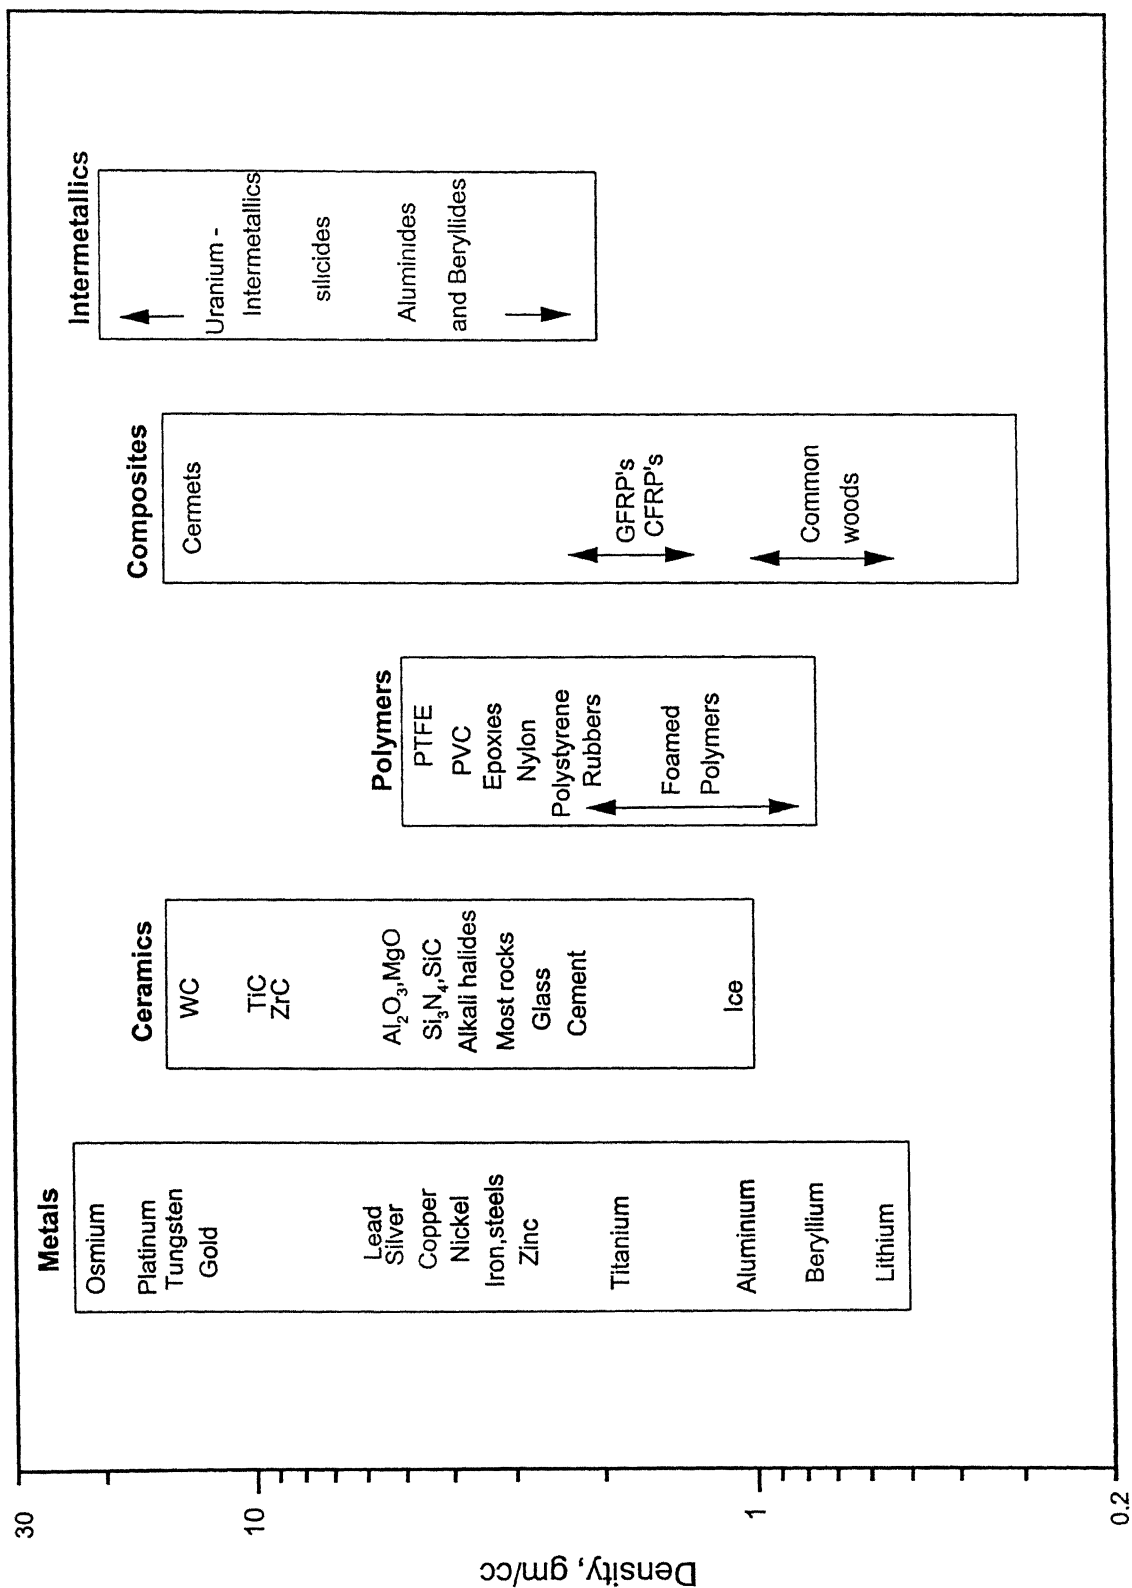 Density, gm/cc
30
10
1
0.2
Metals
Osmium
Platinum
Tungsten
Gold
Lead
Silver
Copper
Nickel
Iron,steels
Zinc
Titanium
Aluminium
Beryllium
Lithium
Ceramics
WC
TiC
ZrC
Al₂O₃,MgO
Si₃N₄,SiC
Alkali halides
Most rocks
Glass
Cement
Ice
Polymers
PTFE
PVC
Epoxies
Nylon
Polystyrene
Rubbers
Foamed
Polymers
Composites
Cermets
GFRP's
CFRP's
Common
woods
Intermetallics
Uranium -
Intermetallics
silicides
Aluminides
and Beryllides